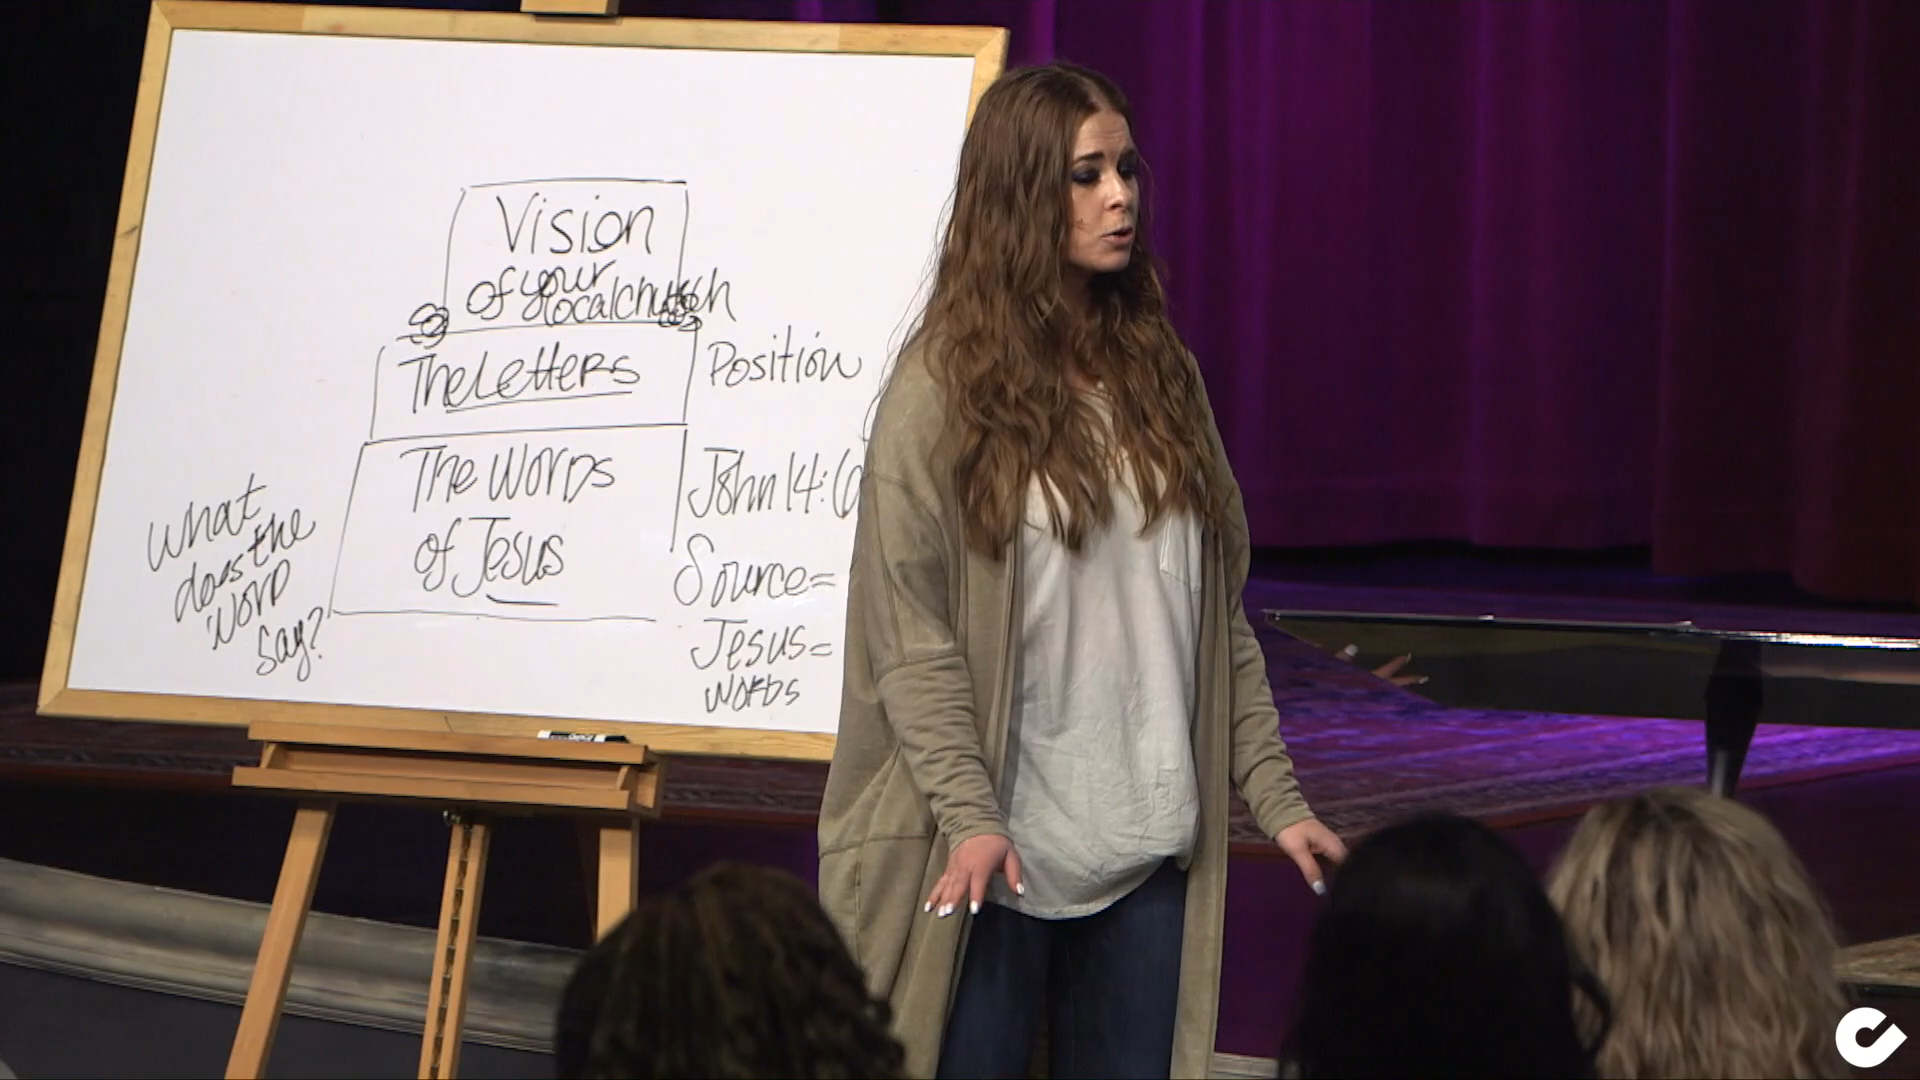 Vision
of your
local church
The Letters
Position
The Words
of Jesus
John 14:6
Source=
Jesus=
words
what
does the
word
say?